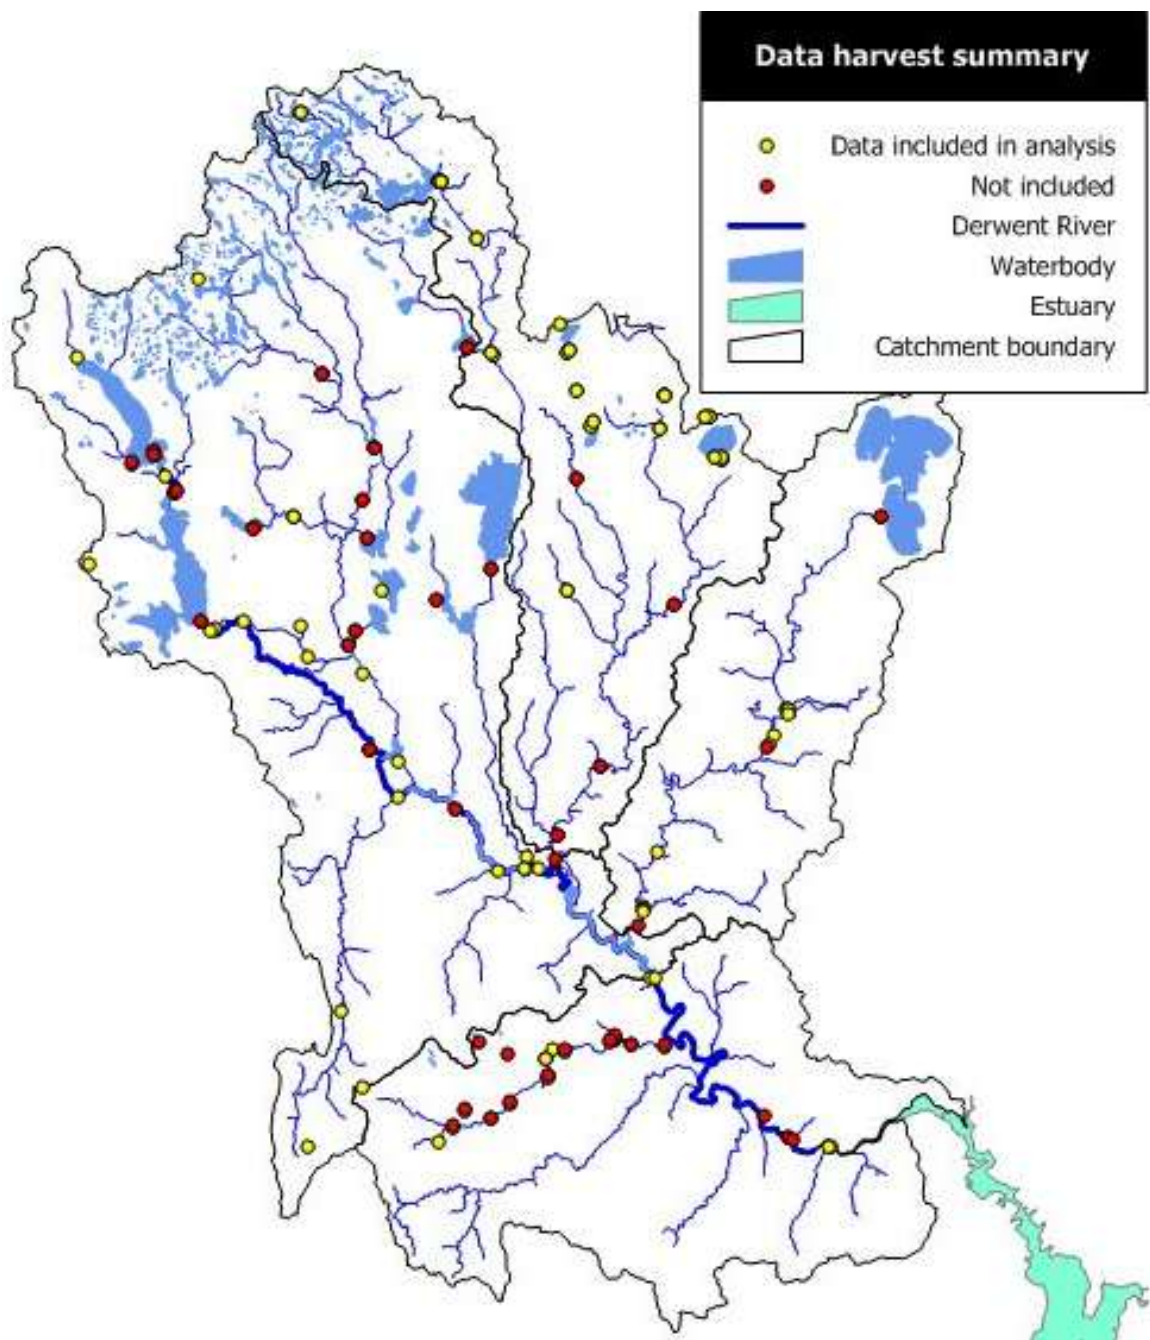 Data harvest summary
Data included in analysis
Not included
Derwent River
Waterbody
Estuary
Catchment boundary